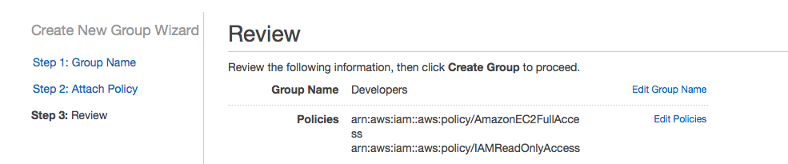 Create New Group Wizard
Step 1: Group Name
Step 2: Attach Policy
Step 3: Review
Review
Review the following information, then click Create Group to proceed.
Group Name Developers Edit Group Name
Policies arn:aws:iam::aws:policy/AmazonEC2FullAcce Edit Policies
ss
arn:aws:iam::aws:policy/IAMReadOnlyAccess